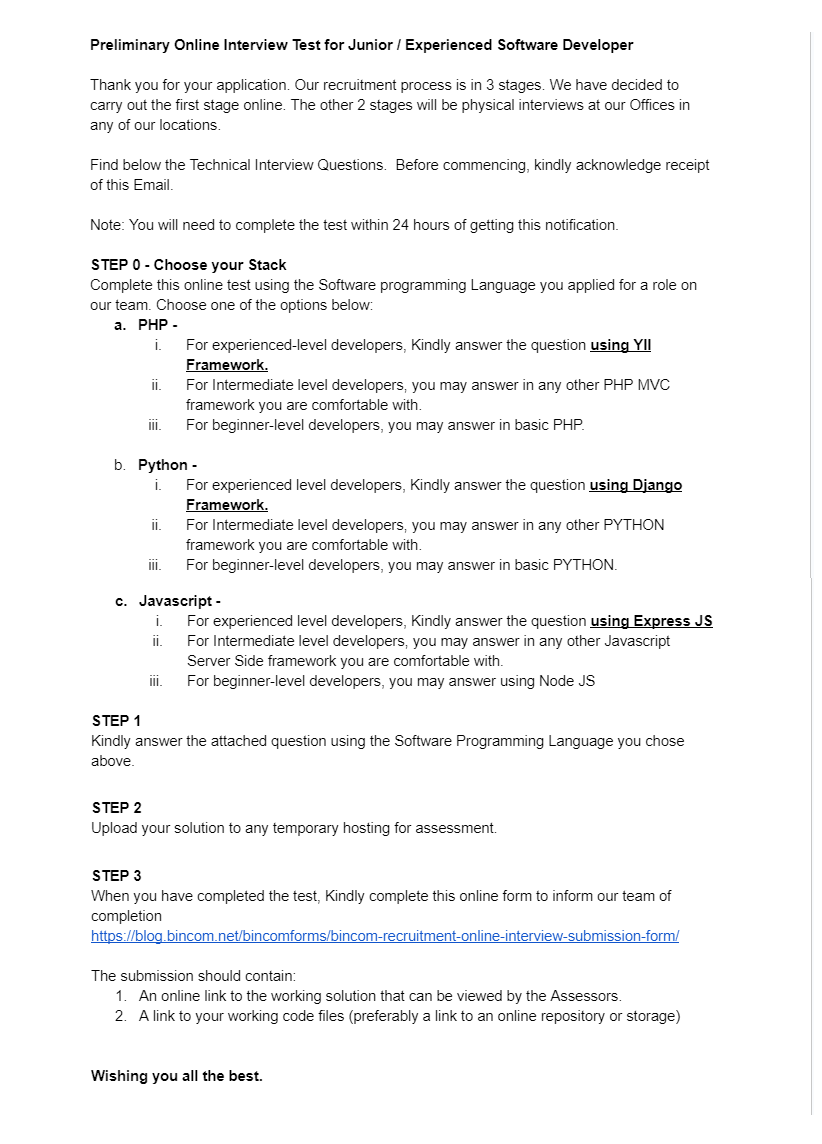 Preliminary Online Interview Test for Junior / Experienced Software Developer
Thank you for your application. Our recruitment process is in 3 stages. We have decided to
carry out the first stage online. The other 2 stages will be physical interviews at our Offices in
any of our locations.
Find below the Technical Interview Questions.  Before commencing, kindly acknowledge receipt
of this Email.
Note: You will need to complete the test within 24 hours of getting this notification.
STEP 0 - Choose your Stack
Complete this online test using the Software programming Language you applied for a role on
our team. Choose one of the options below:
a. PHP -
i. For experienced-level developers, Kindly answer the question using YII
Framework.
ii. For Intermediate level developers, you may answer in any other PHP MVC
framework you are comfortable with.
iii. For beginner-level developers, you may answer in basic PHP.
b. Python -
i. For experienced level developers, Kindly answer the question using Django
Framework.
ii. For Intermediate level developers, you may answer in any other PYTHON
framework you are comfortable with.
iii. For beginner-level developers, you may answer in basic PYTHON.
c. Javascript -
i. For experienced level developers, Kindly answer the question using Express JS
ii. For Intermediate level developers, you may answer in any other Javascript
Server Side framework you are comfortable with.
iii. For beginner-level developers, you may answer using Node JS
STEP 1
Kindly answer the attached question using the Software Programming Language you chose
above.
STEP 2
Upload your solution to any temporary hosting for assessment.
STEP 3
When you have completed the test, Kindly complete this online form to inform our team of
completion
https://blog.bincom.net/bincomforms/bincom-recruitment-online-interview-submission-form/
The submission should contain:
1. An online link to the working solution that can be viewed by the Assessors.
2. A link to your working code files (preferably a link to an online repository or storage)
Wishing you all the best.